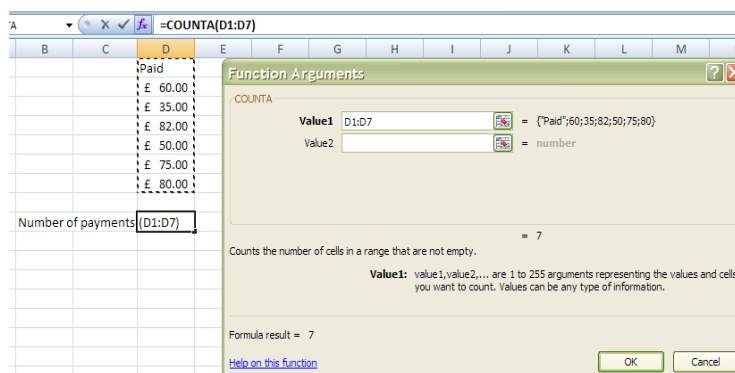 =COUNTA(D1:D7)
B C D E F G H I J K L M
Paid
£ 60.00
£ 35.00
£ 82.00
£ 50.00
£ 75.00
£ 80.00
Number of payments (D1:D7)
Function Arguments
COUNTA
Value1 D1:D7 = {"Paid";60;35;82;50;75;80}
Value2 = number
= 7
Counts the number of cells in a range that are not empty.
Value1: value1,value2,... are 1 to 255 arguments representing the values and cells
you want to count. Values can be any type of information.
Formula result = 7
Help on this function
OK Cancel